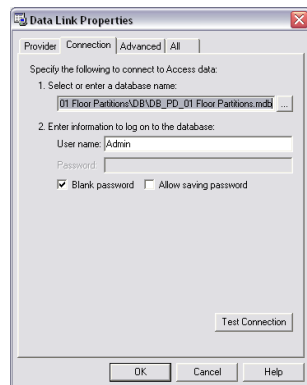 Data Link Properties
Provider Connection Advanced All
Specify the following to connect to Access data:
1. Select or enter a database name:
01 Floor Partitions\DB\DB_PD_01 Floor Partitions.mdb ...
2. Enter information to log on to the database:
User name: Admin
Password:
Blank password Allow saving password
Test Connection
OK Cancel Help